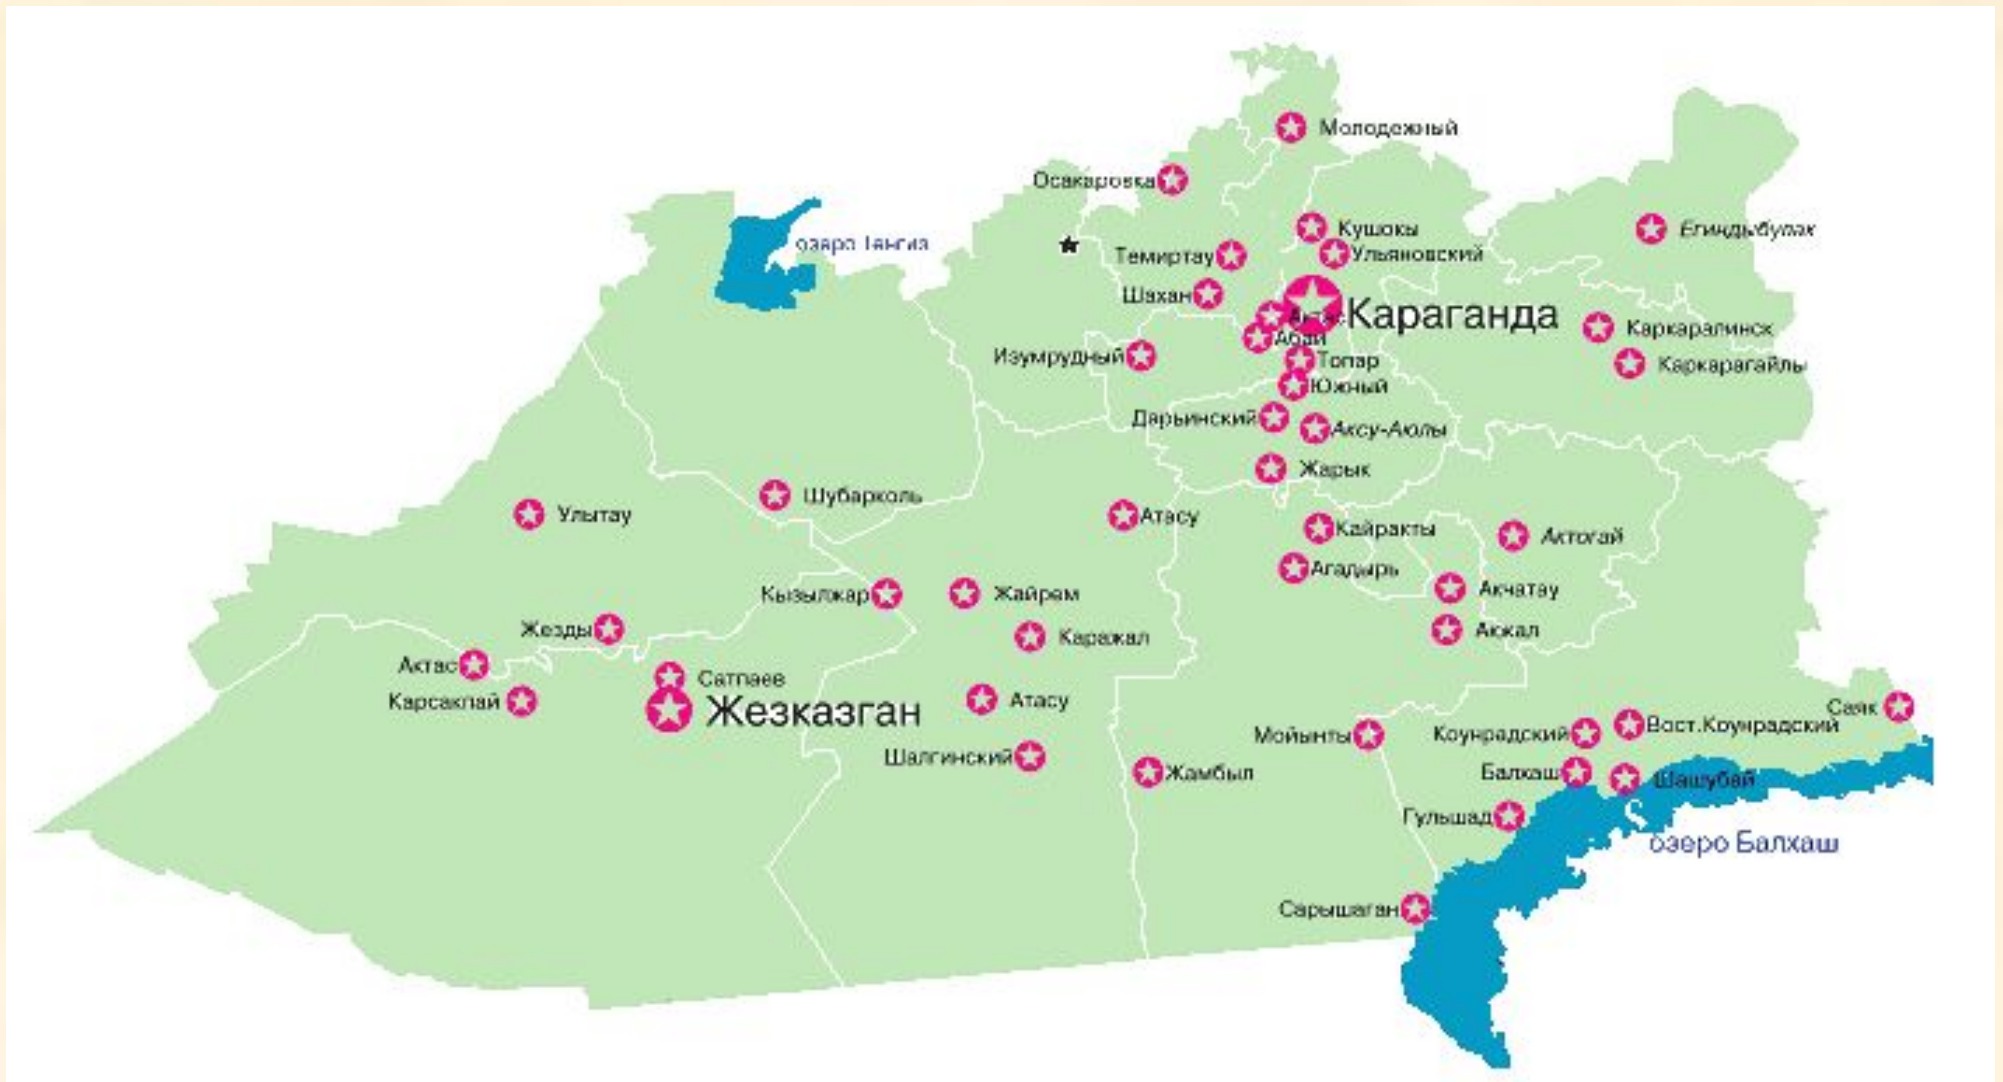 Молодежный
Осакаровка
Кушокы
Егиндыбулак
озеро Тенгиз
Темиртау
Ульяновский
Шахан
Караганда
Актас
Каркаралинск
Абай
Изумрудный
Топар
Каркарагайлы
Южный
Дарьинский
Аксу-Аюлы
Жарык
Шубарколь
Улытау
Атасу
Кайракты
Актогай
Агадырь
Акчатау
Кызылжар
Жайрем
Жезды
Каражал
Акжал
Актас
Сатпаев
Карсакпай
Атасу
Жезказган
Саяк
Вост.Коунрадский
Мойынты
Коунрадский
Шалгинский
Жамбыл
Балхаш
Шашубай
Гульшад
озеро Балхаш
Сарышаган